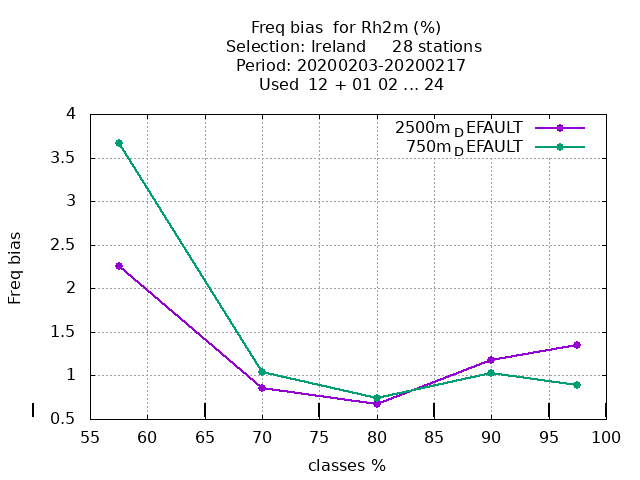 Freq bias  for Rh2m (%)
Selection: Ireland     28 stations
Period: 20200203-20200217
Used  12 + 01 02 ... 24
2500m_DEFAULT
750m_DEFAULT
4
3.5
3
2.5
2
1.5
1
0.5
Freq bias
55 60 65 70 75 80 85 90 95 100
classes %